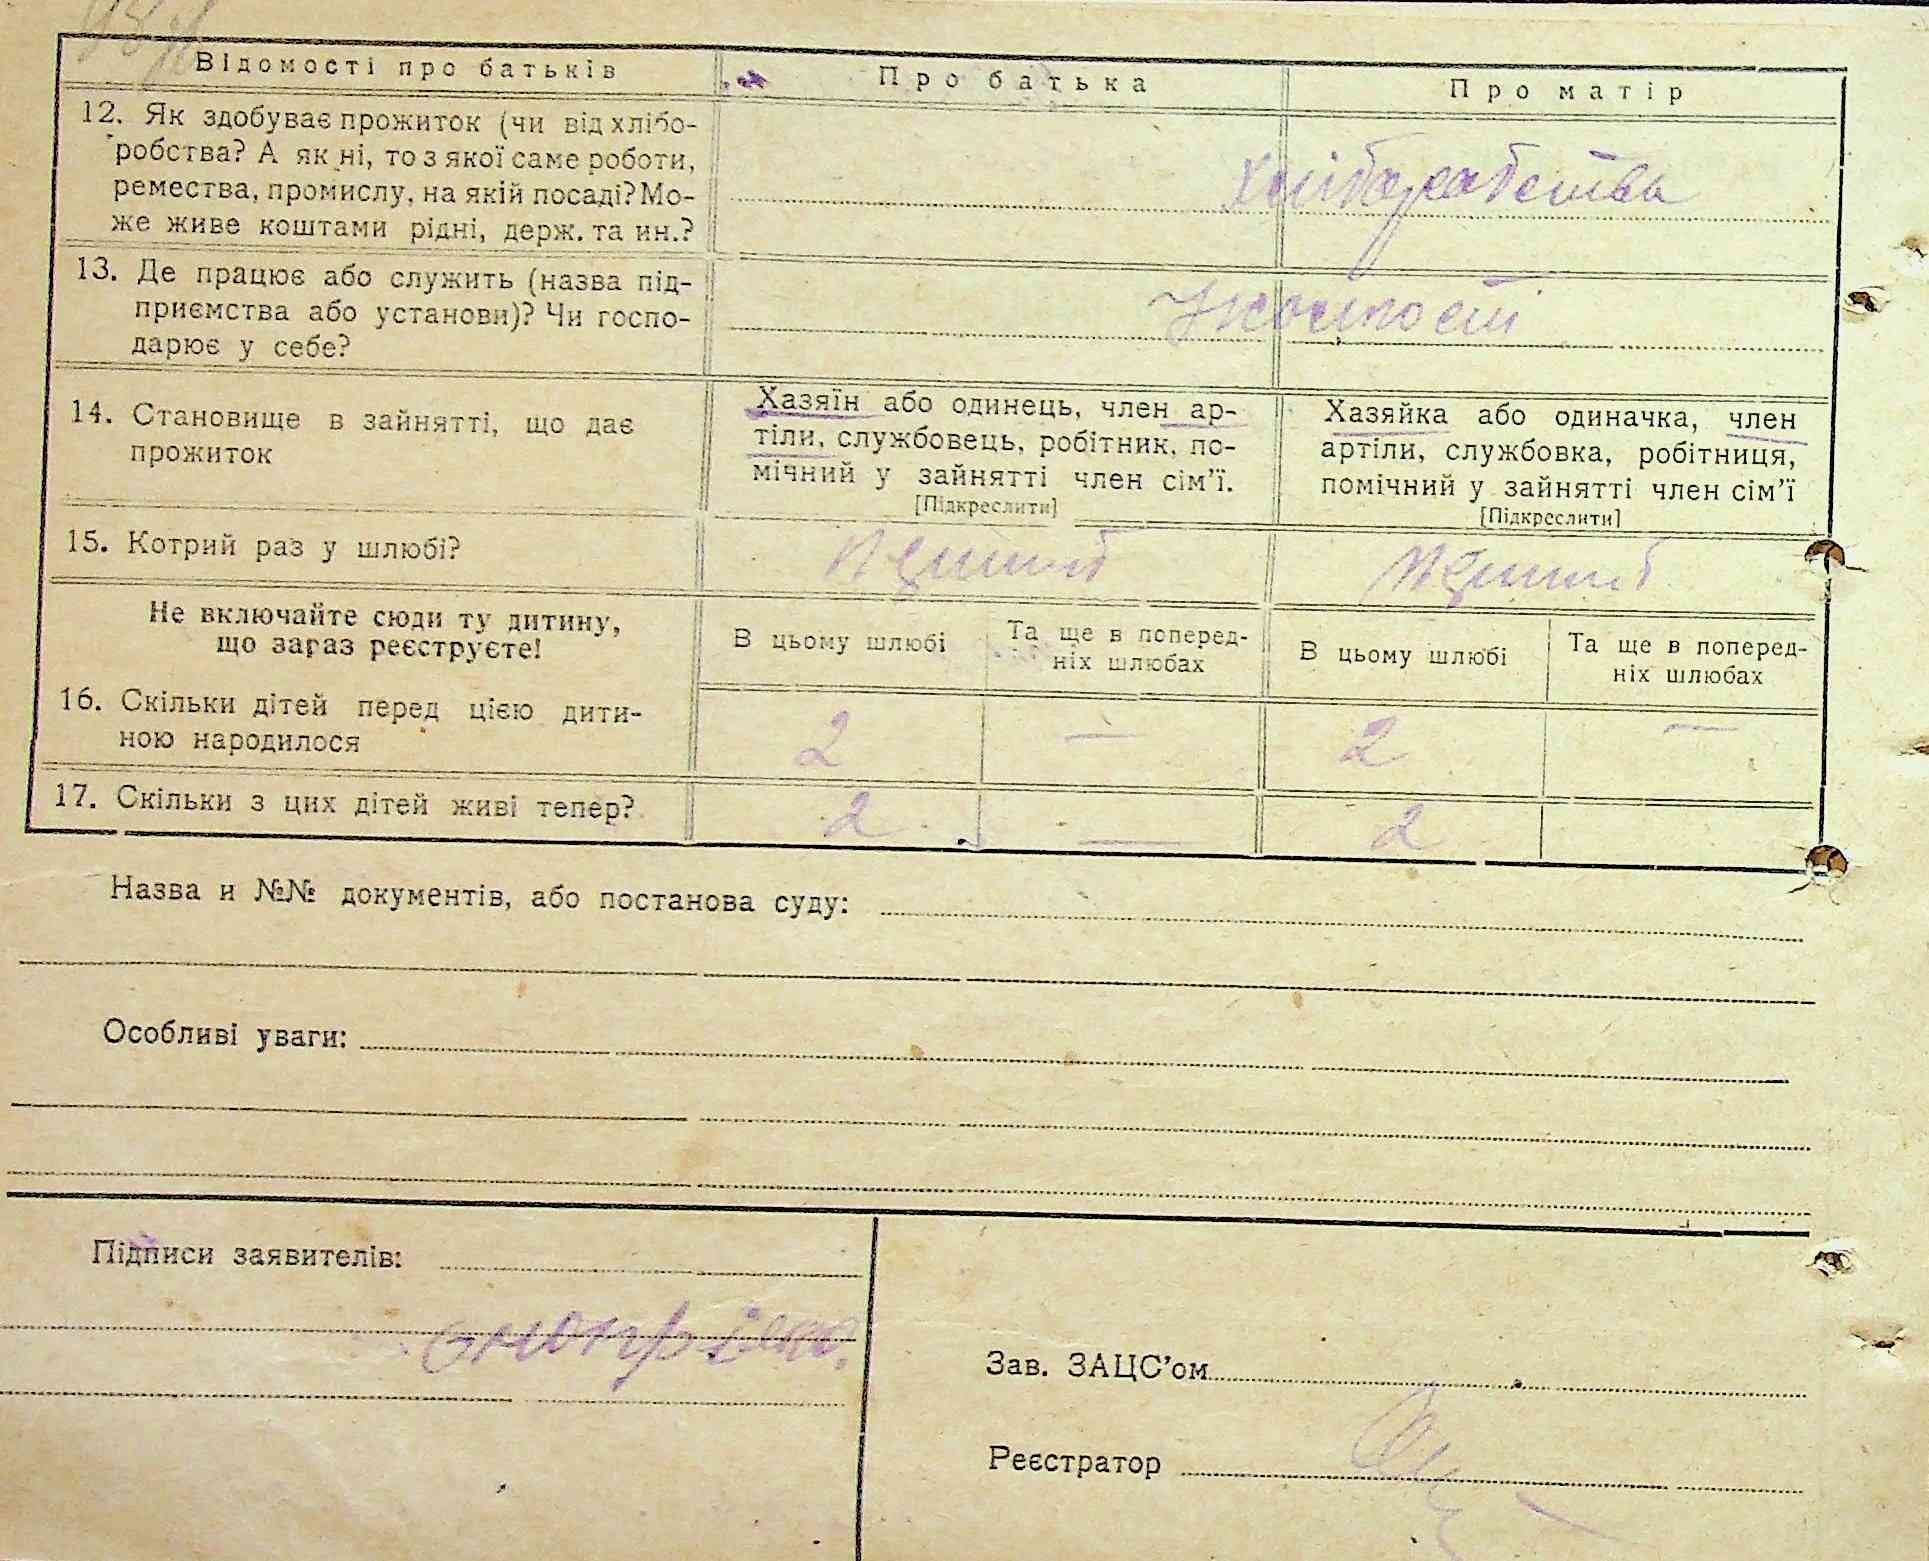 Відомості про батьків
Про батька
Про матір
12. Як здобуває прожиток (чи від хлібо-
робства? А як ні, то з якої саме роботи,
ремества, промислу, на якій посаді? Мо-
же живе коштами рідні, держ. та ин.?
Хлібаробства
13. Де працює або служить (назва під-
приємства або установи)? Чи госпо-
дарює у себе?
14. Становище в зайнятті, що дає
прожиток
Хазяїн або одинець, член ар-
тіли, службовець, робітник, по-
мічний у зайнятті член сім’ї.
[Підкреслити]
Хазяйка або одиначка, член
артіли, службовка, робітниця,
помічний у зайнятті член сім’ї
[Підкреслити]
15. Котрий раз у шлюбі?
Не включайте сюди ту дитину,
що зараз реєструєте!
В цьому шлюбі
Та ще в поперед-
ніх шлюбах
В цьому шлюбі
Та ще в поперед-
ніх шлюбах
16. Скільки дітей перед цією дити-
ною народилося
2 — 2 —
17. Скільки з цих дітей живі тепер?
2 — 2
Назва и №№ документів, або постанова суду:
Особливі уваги:
Підписи заявителів:
Зав. ЗАЦС’ом
Реєстратор